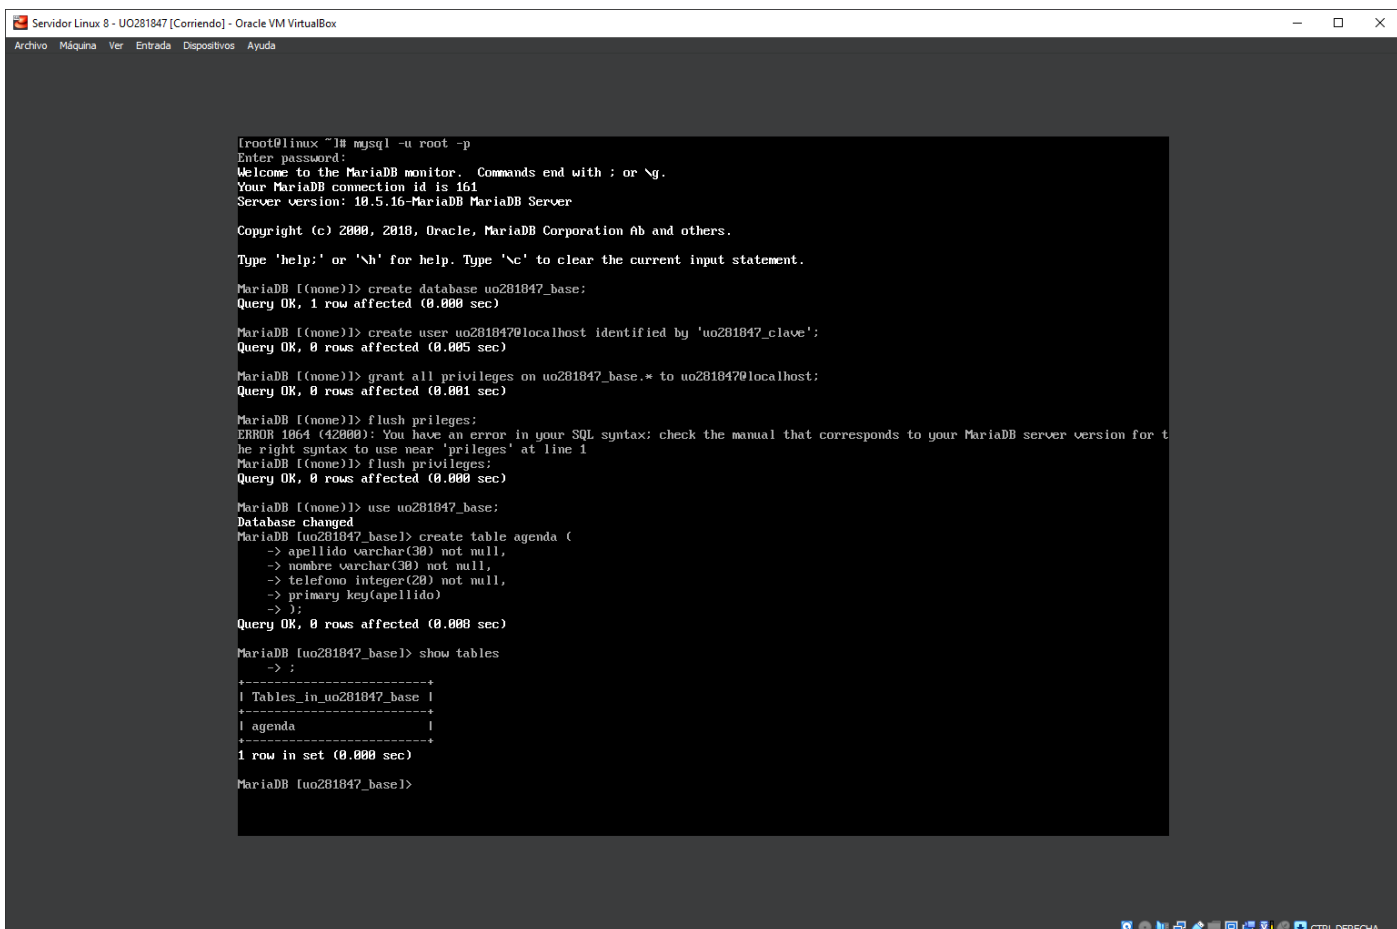 Servidor Linux 8 - UO281847 [Corriendo] - Oracle VM VirtualBox
Archivo Máquina Ver Entrada Dispositivos Ayuda
[root@linux ~]# mysql -u root -p
Enter password:
Welcome to the MariaDB monitor.  Commands end with ; or \g.
Your MariaDB connection id is 161
Server version: 10.5.16-MariaDB MariaDB Server
Copyright (c) 2000, 2018, Oracle, MariaDB Corporation Ab and others.
Type 'help;' or '\h' for help. Type '\c' to clear the current input statement.
MariaDB [(none)]> create database uo281847_base;
Query OK, 1 row affected (0.000 sec)
MariaDB [(none)]> create user uo281847@localhost identified by 'uo281847_clave';
Query OK, 0 rows affected (0.005 sec)
MariaDB [(none)]> grant all privileges on uo281847_base.* to uo281847@localhost;
Query OK, 0 rows affected (0.001 sec)
MariaDB [(none)]> flush prileges;
ERROR 1064 (42000): You have an error in your SQL syntax; check the manual that corresponds to your MariaDB server version for t
he right syntax to use near 'prileges' at line 1
MariaDB [(none)]> flush privileges;
Query OK, 0 rows affected (0.000 sec)
MariaDB [(none)]> use uo281847_base;
Database changed
MariaDB [uo281847_base]> create table agenda (
    -> apellido varchar(30) not null,
    -> nombre varchar(30) not null,
    -> telefono integer(20) not null,
    -> primary key(apellido)
    -> );
Query OK, 0 rows affected (0.008 sec)
MariaDB [uo281847_base]> show tables
    -> ;
+-------------------------+
| Tables_in_uo281847_base |
+-------------------------+
| agenda                  |
+-------------------------+
1 row in set (0.000 sec)
MariaDB [uo281847_base]>
CTRL DERECHA